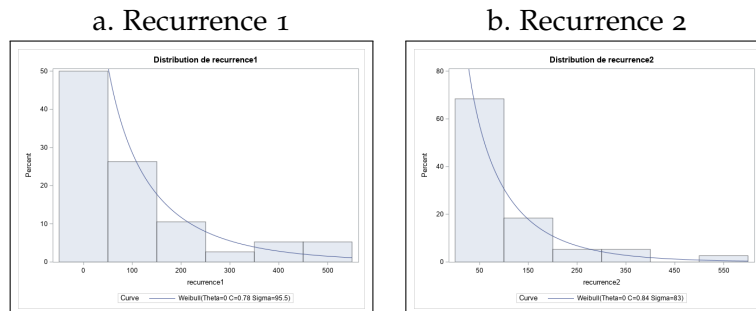 a. Recurrence 1
Distribution de recurrence1
50
40
30
20
10
0
Percent
0 100 200 300 400 500
recurrence1
Curve Weibull(Theta=0 C=0.78 Sigma=95.5)
b. Recurrence 2
Distribution de recurrence2
80
60
40
20
0
Percent
50 150 250 350 450 550
recurrence2
Curve Weibull(Theta=0 C=0.84 Sigma=83)